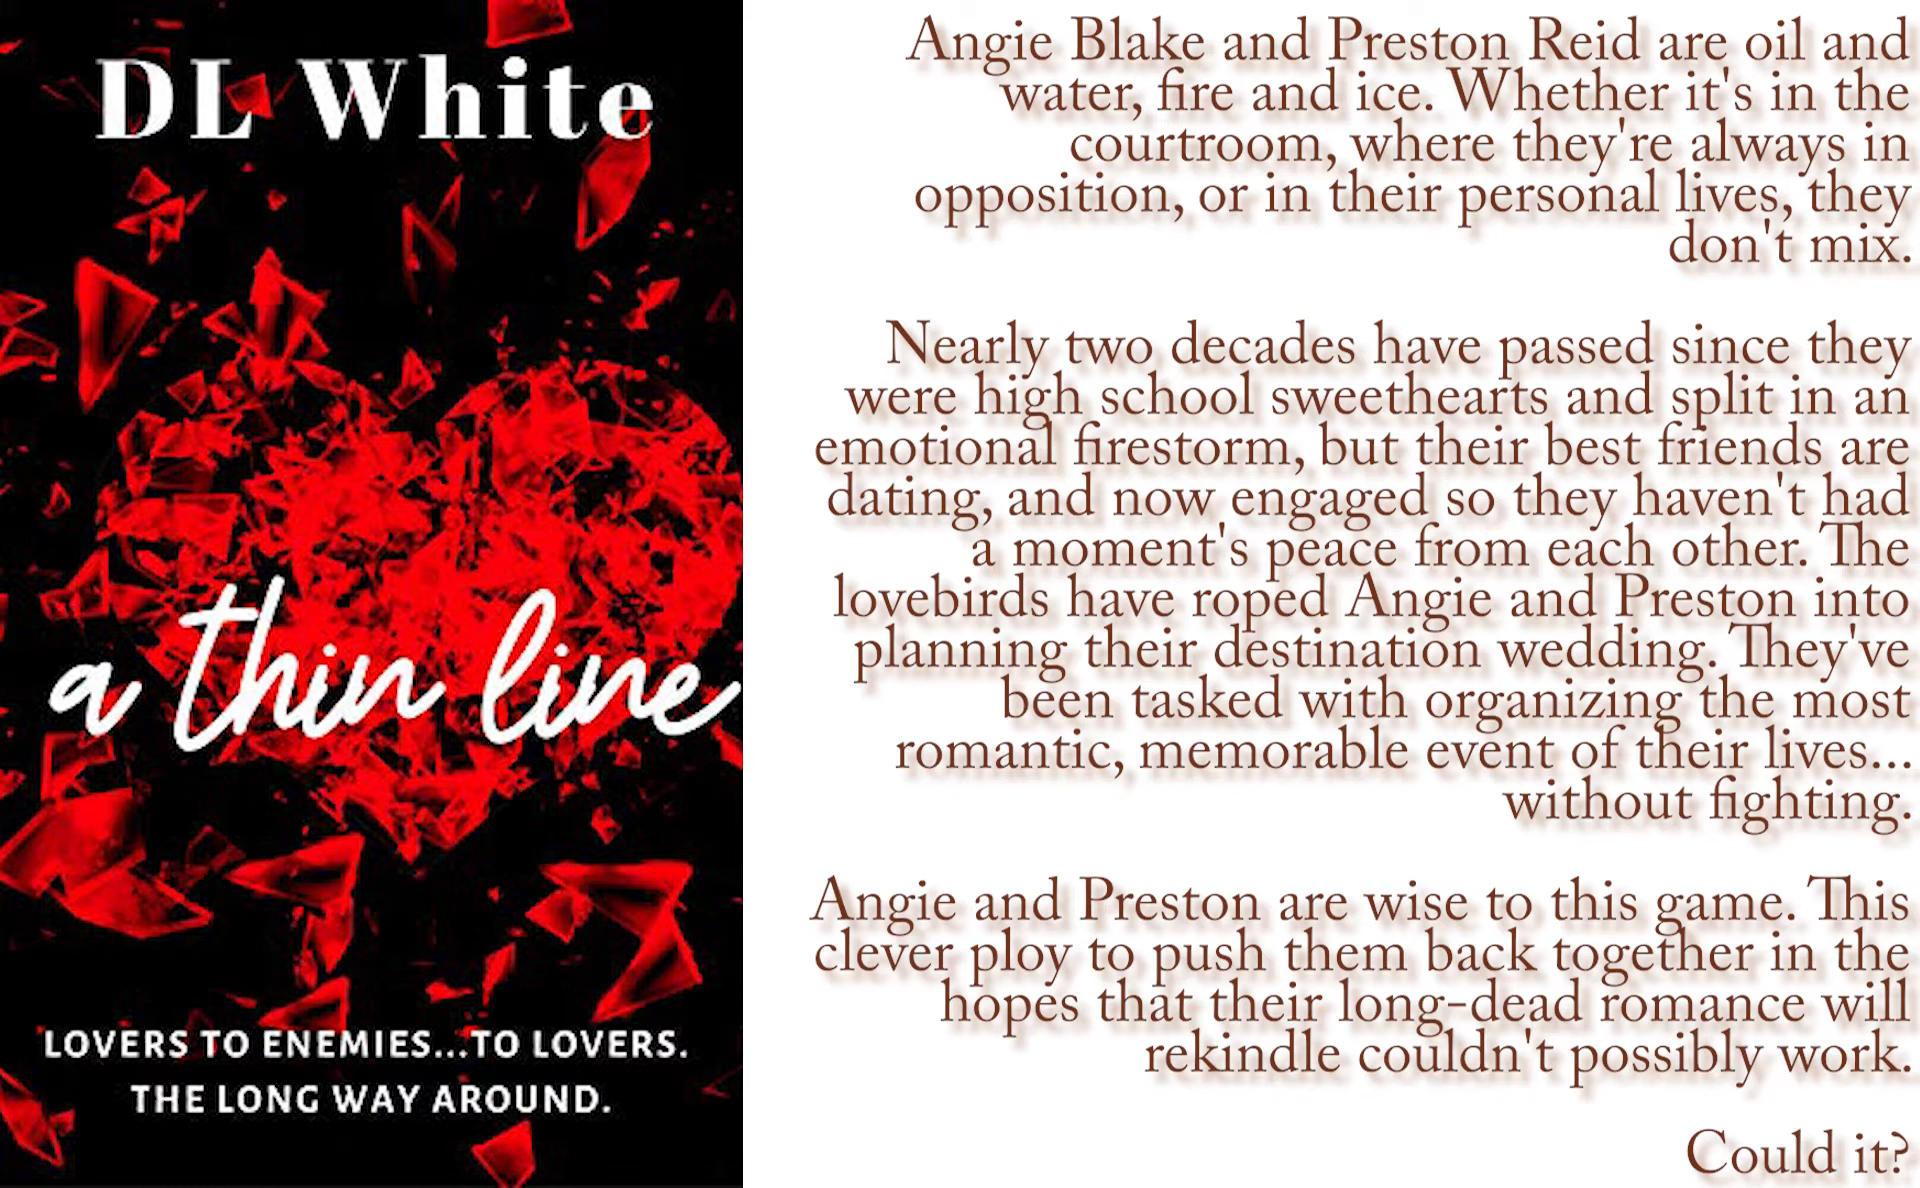 DL White
a thin line
LOVERS TO ENEMIES...TO LOVERS.
THE LONG WAY AROUND.
Angie Blake and Preston Reid are oil and
water, fire and ice. Whether it's in the
courtroom, where they're always in
opposition, or in their personal lives, they
don't mix.
Nearly two decades have passed since they
were high school sweethearts and split in an
emotional firestorm, but their best friends are
dating, and now engaged so they haven't had
a moment's peace from each other. The
lovebirds have roped Angie and Preston into
planning their destination wedding. They've
been tasked with organizing the most
romantic, memorable event of their lives...
without fighting.
Angie and Preston are wise to this game. This
clever ploy to push them back together in the
hopes that their long-dead romance will
rekindle couldn't possibly work.
Could it?